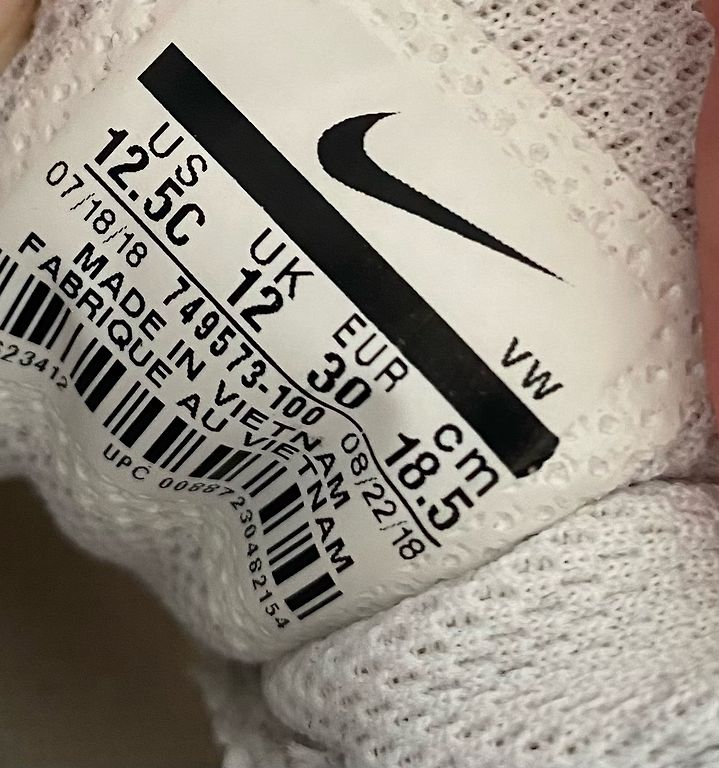 VW
US UK EUR cm
12.5C 12 30 18.5
07/18/18 749573-100 08/22/18
MADE IN VIETNAM
FABRIQUE AU VIETNAM
UPC 00887230482154